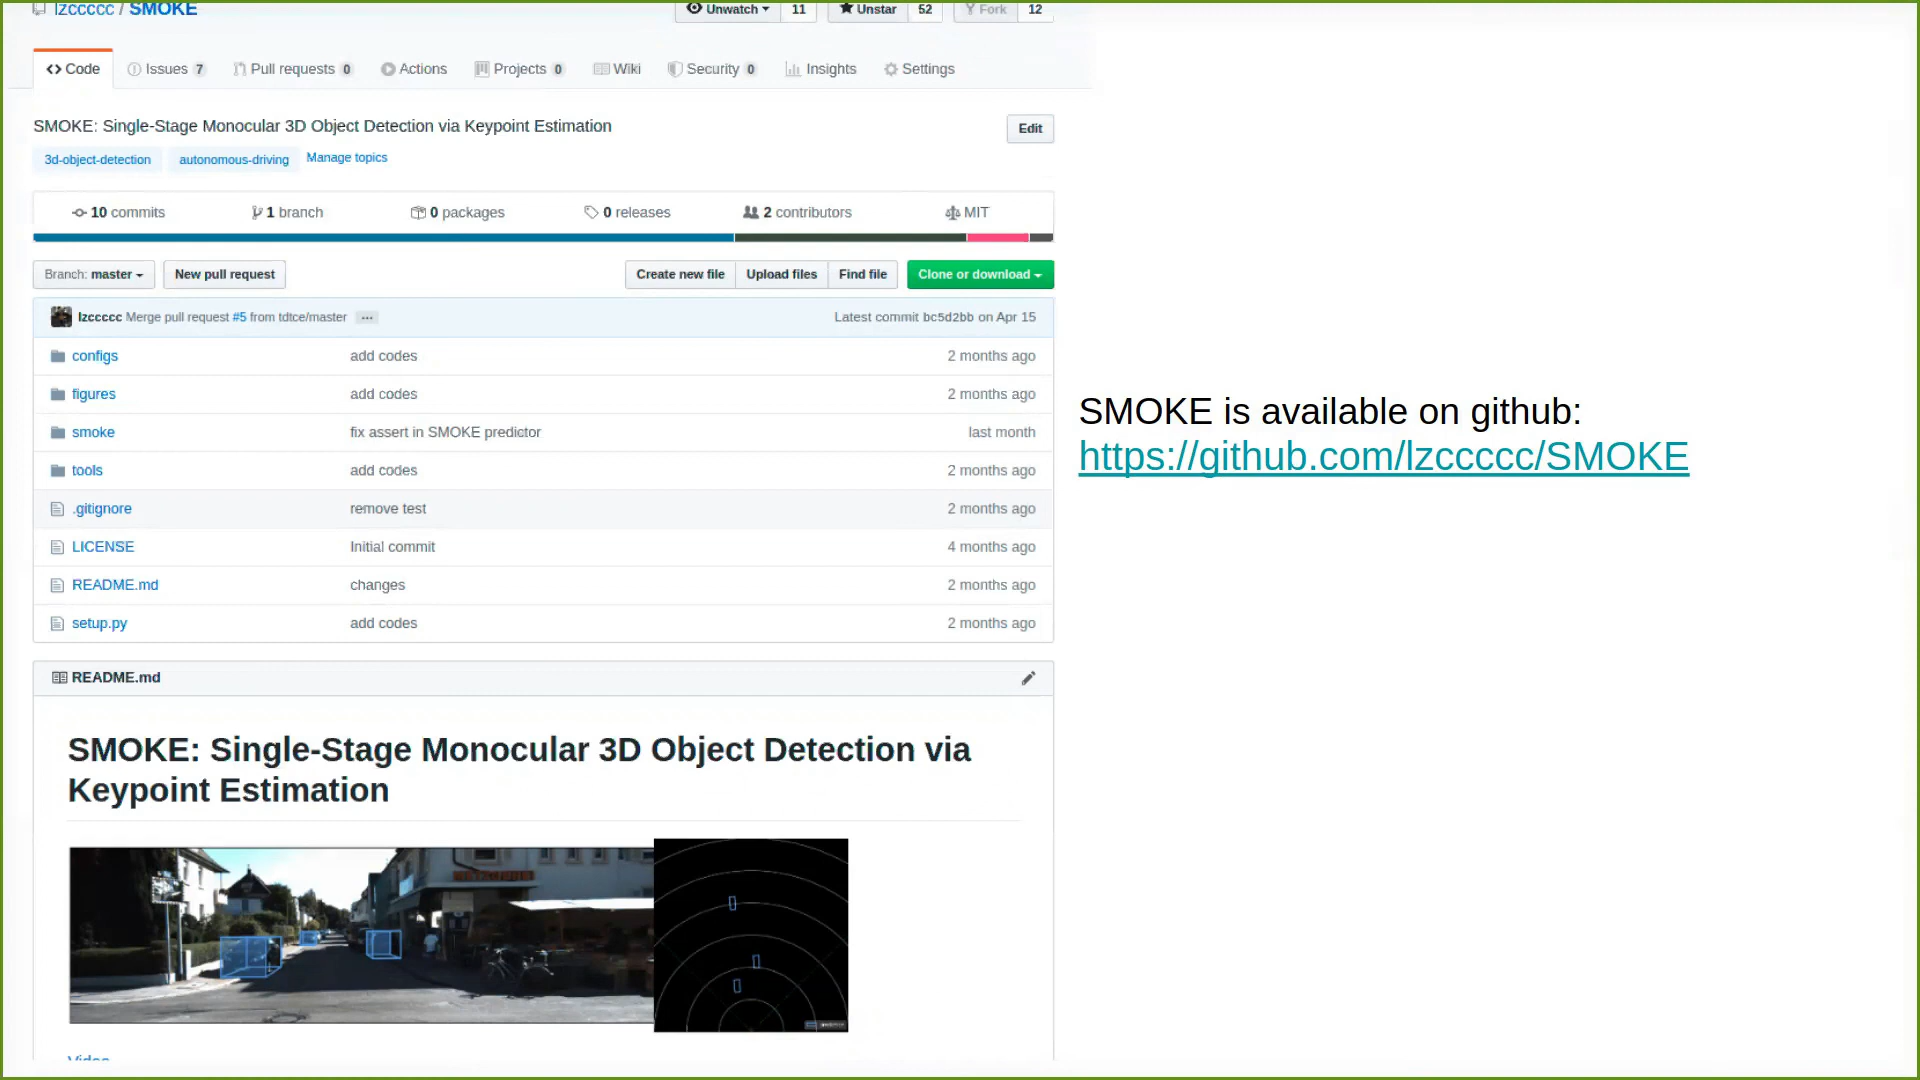 lzccccc / SMOKE
Unwatch 11 Unstar 52 Fork 12
Code Issues 7 Pull requests 0 Actions Projects 0 Wiki Security 0 Insights Settings
SMOKE: Single-Stage Monocular 3D Object Detection via Keypoint Estimation
Edit
3d-object-detection autonomous-driving Manage topics
10 commits 1 branch 0 packages 0 releases 2 contributors MIT
Branch: master New pull request Create new file Upload files Find file Clone or download
lzccccc Merge pull request #5 from tdtce/master ... Latest commit bc5d2bb on Apr 15
configs add codes 2 months ago
figures add codes 2 months ago
smoke fix assert in SMOKE predictor last month
tools add codes 2 months ago
.gitignore remove test 2 months ago
LICENSE Initial commit 4 months ago
README.md changes 2 months ago
setup.py add codes 2 months ago
README.md
SMOKE: Single-Stage Monocular 3D Object Detection via
Keypoint Estimation
Video
SMOKE is available on github:
https://github.com/lzccccc/SMOKE